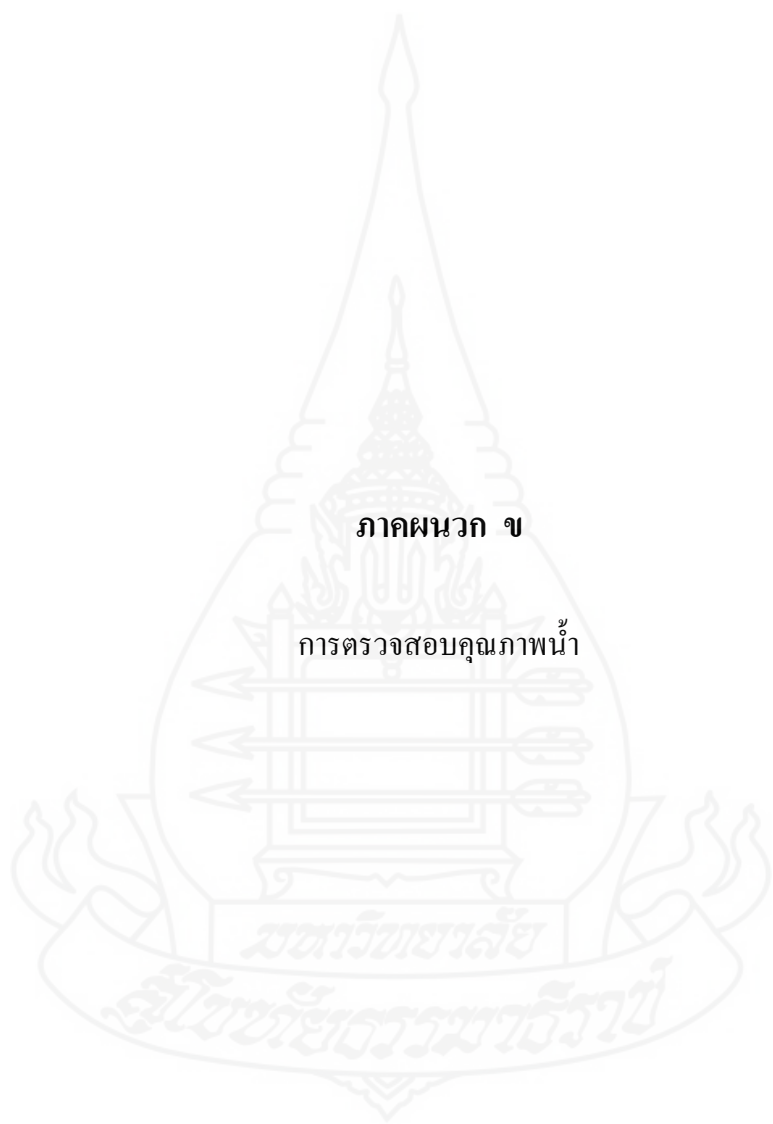 ภาคผนวก ข
การตรวจสอบคุณภาพน้ำ
มหาวิทยาลัย
สุโขทัยธรรมาธิราช